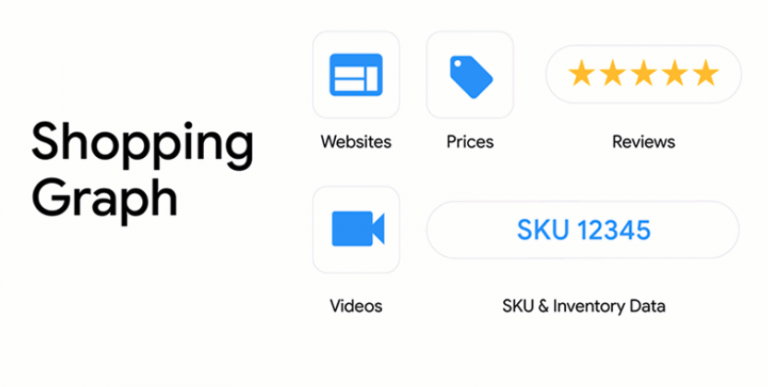 Shopping
Graph
Websites
Prices
Reviews
Videos
SKU 12345
SKU & Inventory Data